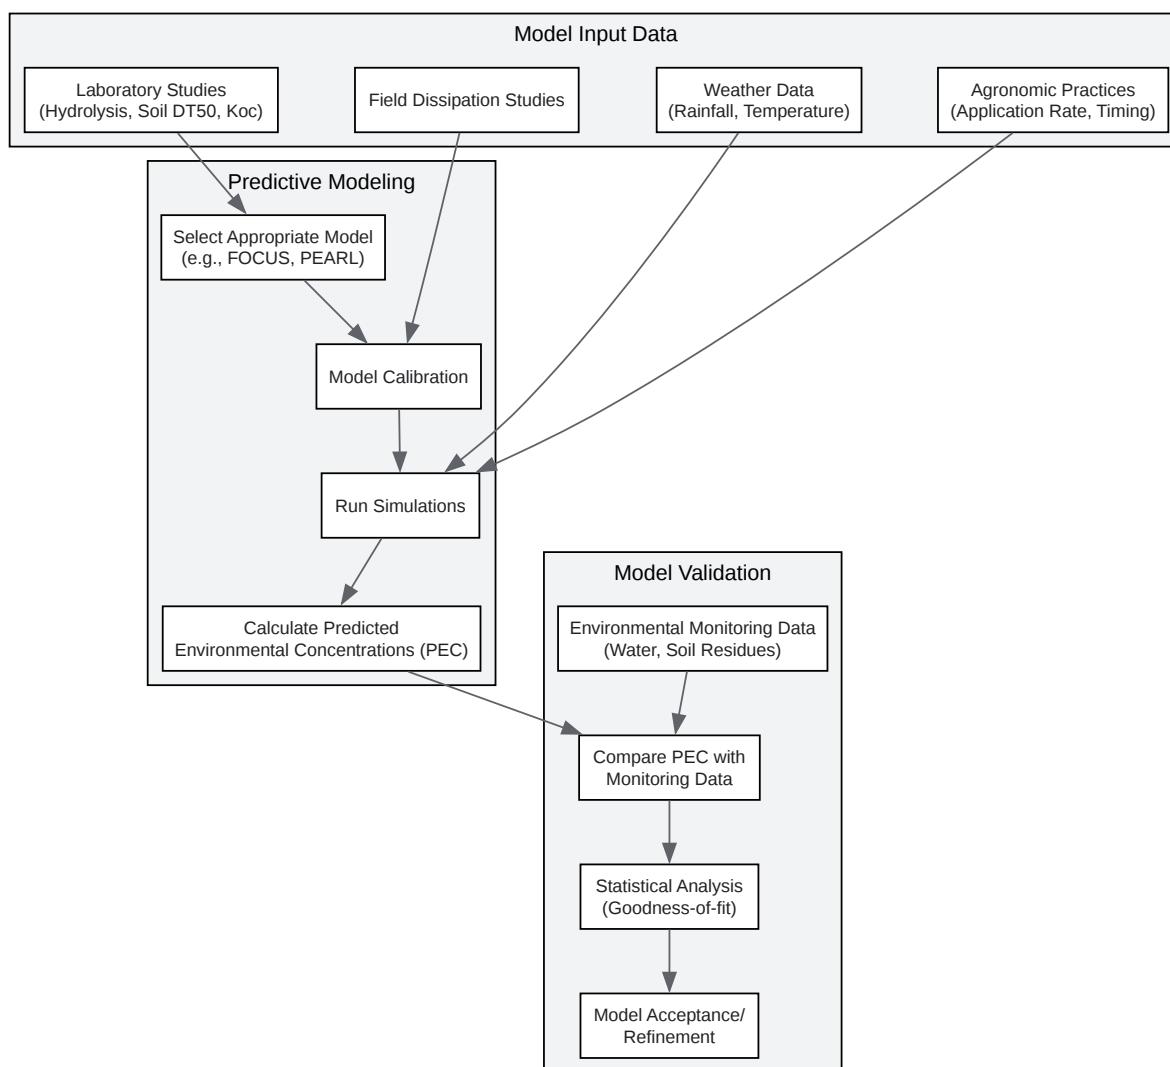 Model Input Data
Laboratory Studies
(Hydrolysis, Soil DT50, Koc)
Field Dissipation Studies
Weather Data
(Rainfall, Temperature)
Agronomic Practices
(Application Rate, Timing)
Predictive Modeling
Select Appropriate Model
(e.g., FOCUS, PEARL)
Model Calibration
Run Simulations
Calculate Predicted
Environmental Concentrations (PEC)
Model Validation
Environmental Monitoring Data
(Water, Soil Residues)
Compare PEC with
Monitoring Data
Statistical Analysis
(Goodness-of-fit)
Model Acceptance/
Refinement